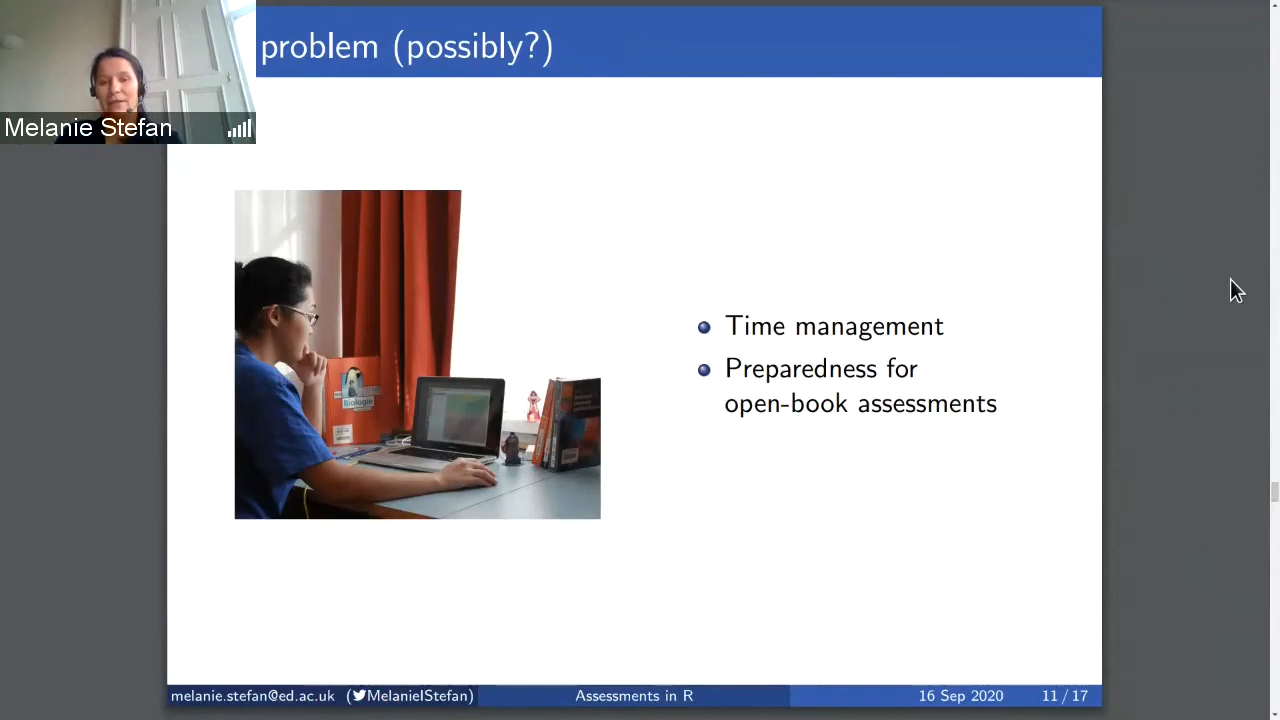 problem (possibly?)
Melanie Stefan
Biologie
Time management
Preparedness for
open-book assessments
melanie.stefan@ed.ac.uk (MelanieIStefan)
Assessments in R
16 Sep 2020
11 / 17